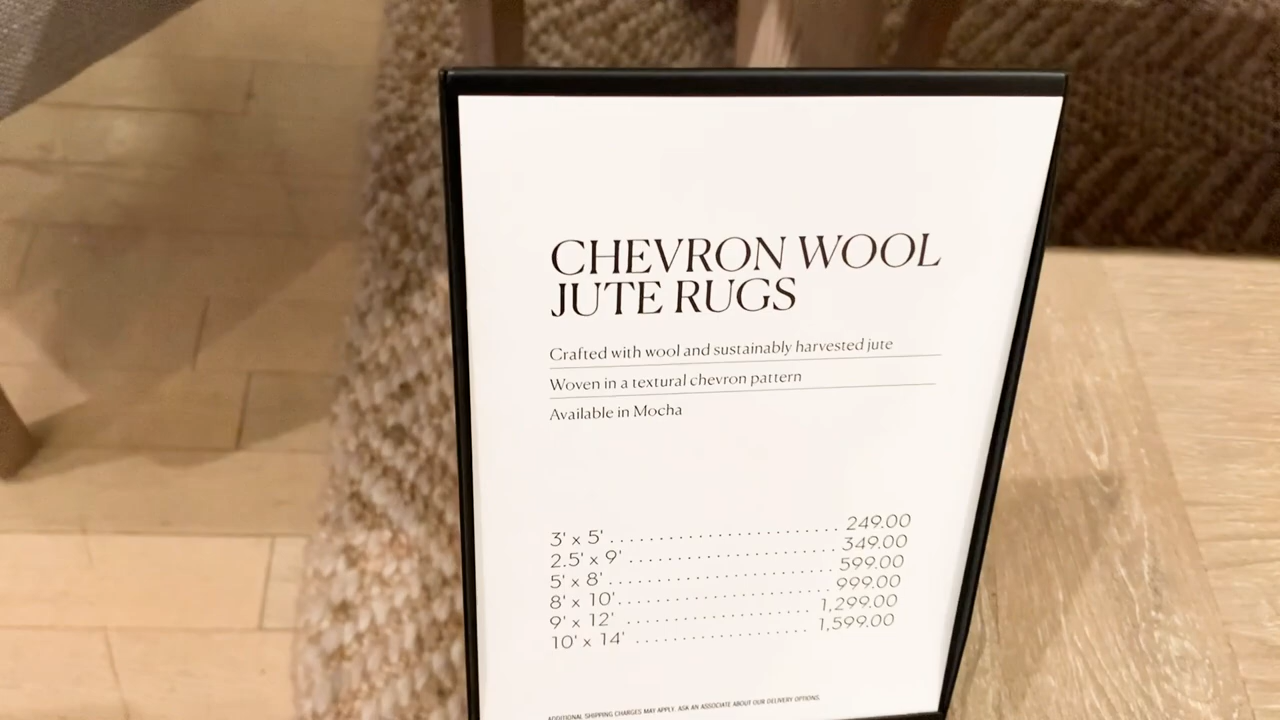 CHEVRON WOOL
JUTE RUGS
Crafted with wool and sustainably harvested jute
Woven in a textural chevron pattern
Available in Mocha
3' x 5' ........................ 249.00
2.5' x 9' ...................... 349.00
5' x 8' ........................ 599.00
8' x 10' ....................... 999.00
9' x 12' .................... 1,299.00
10' x 14' ................... 1,599.00
ADDITIONAL SHIPPING CHARGES MAY APPLY. ASK AN ASSOCIATE ABOUT OUR DELIVERY OPTIONS.